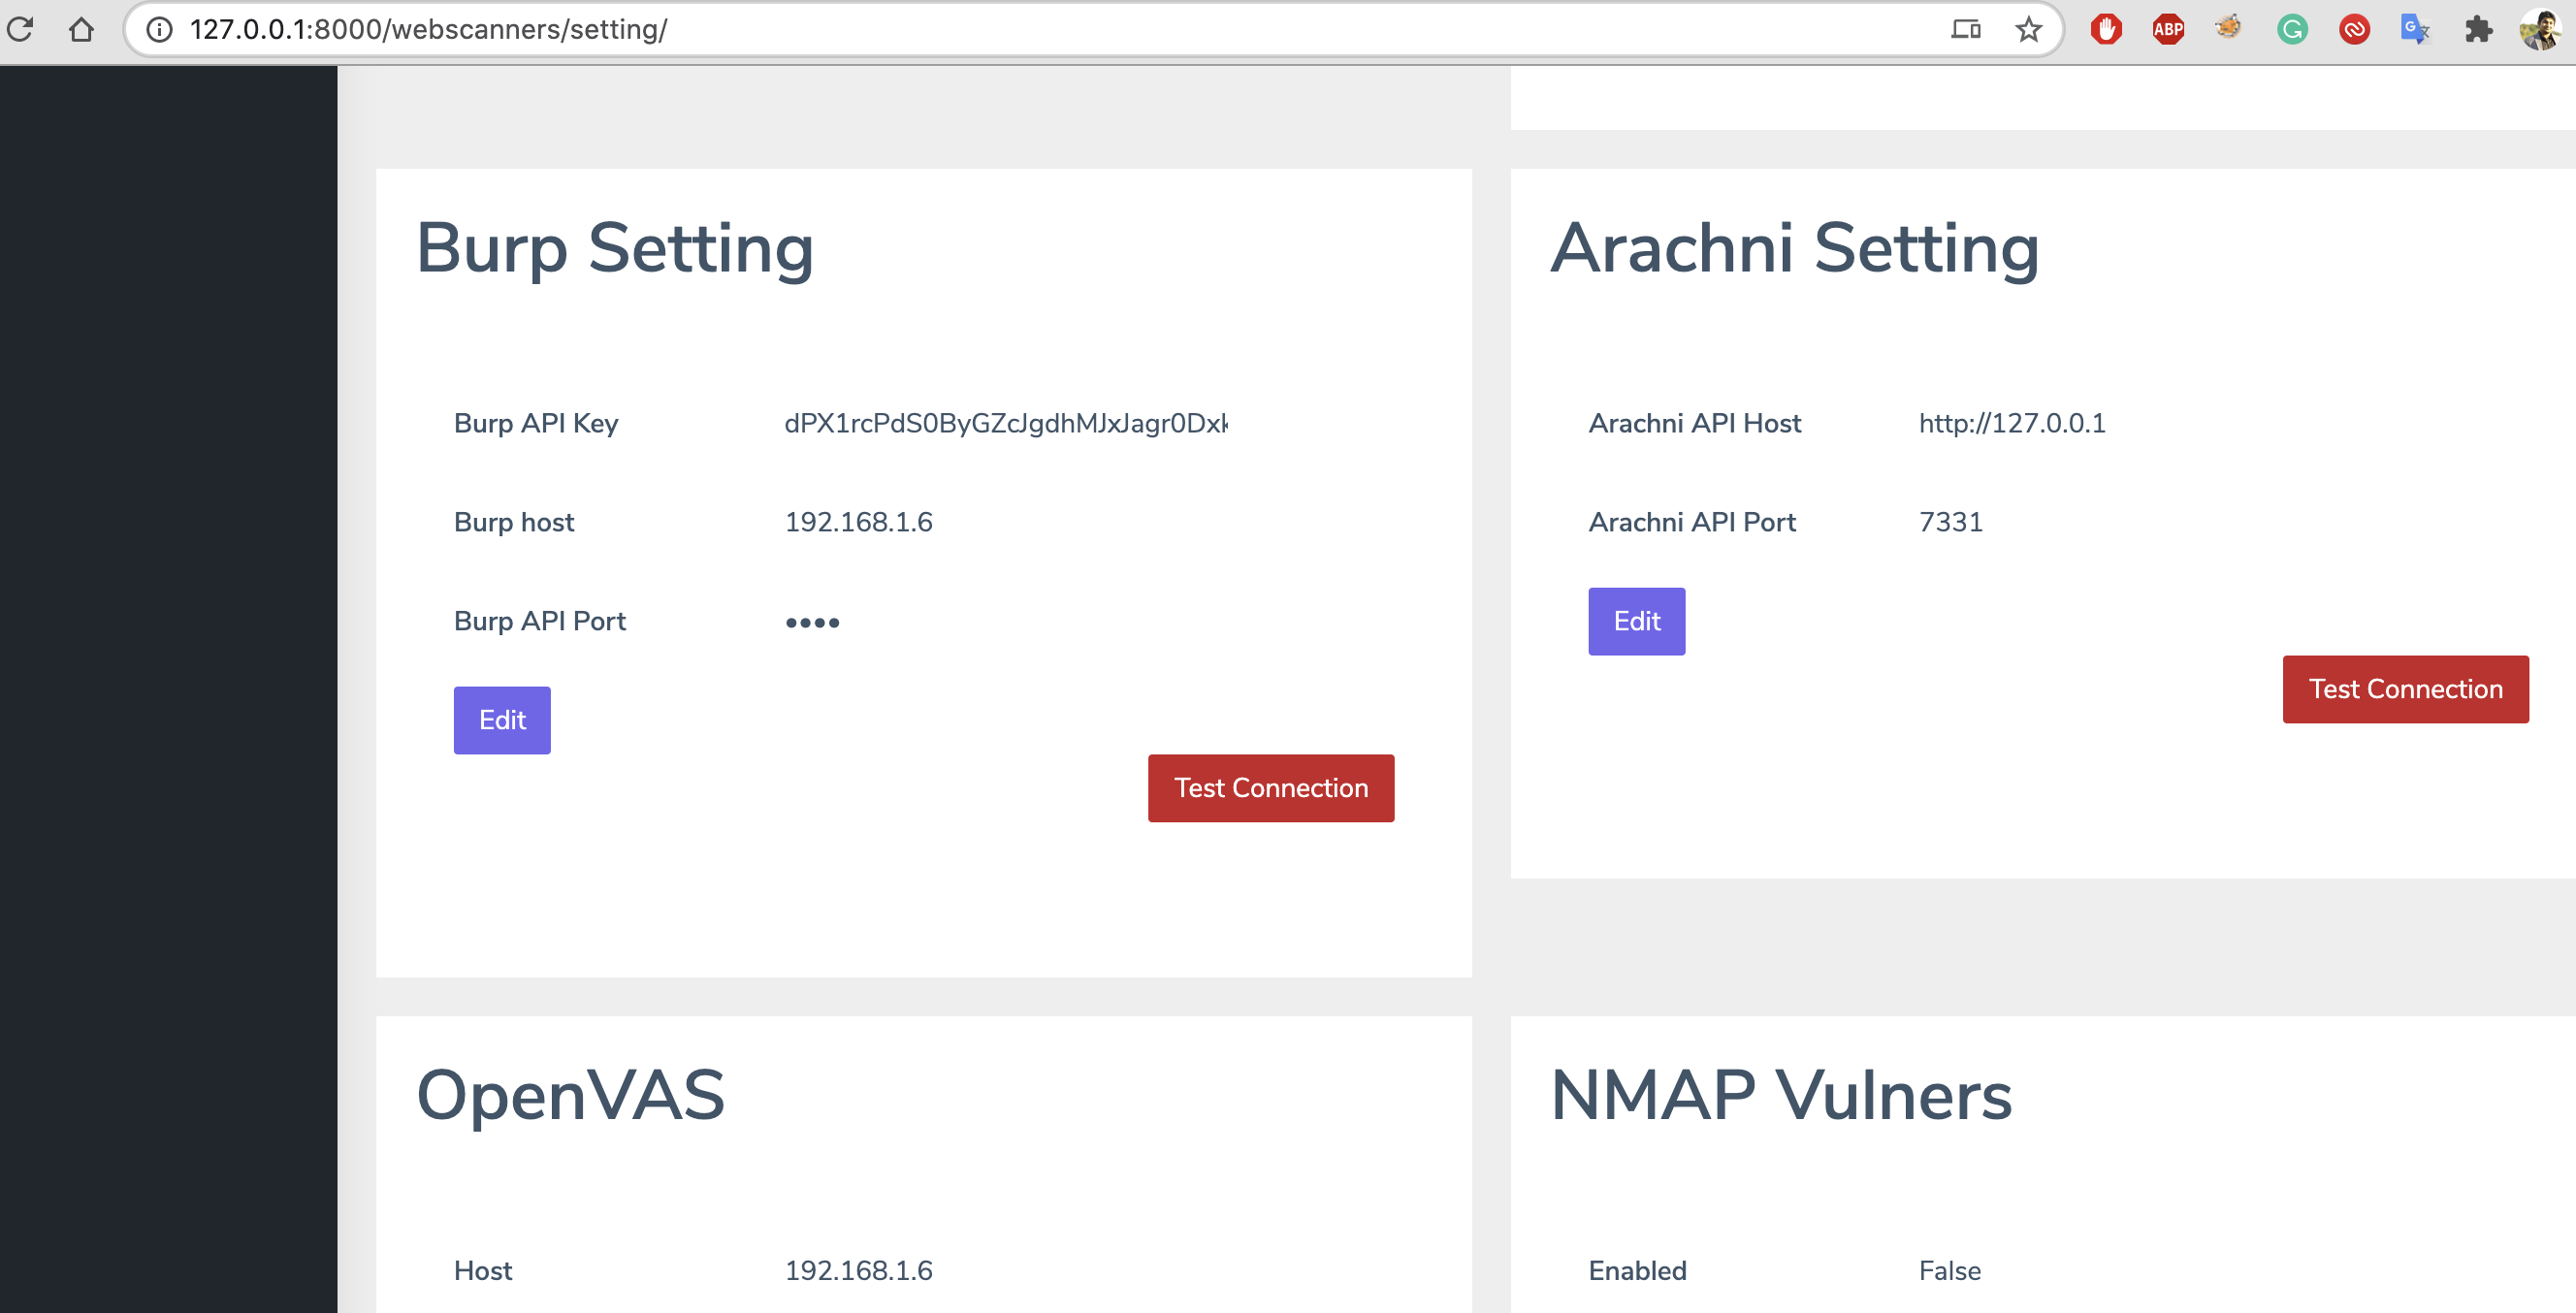 127.0.0.1:8000/webscanners/setting/
ABP
Burp Setting
Burp API Key dPX1rcPdS0ByGZcJgdhMJxJagr0Dxk
Burp host 192.168.1.6
Burp API Port ••••
Edit
Test Connection
Arachni Setting
Arachni API Host http://127.0.0.1
Arachni API Port 7331
Edit
Test Connection
OpenVAS
Host 192.168.1.6
NMAP Vulners
Enabled False